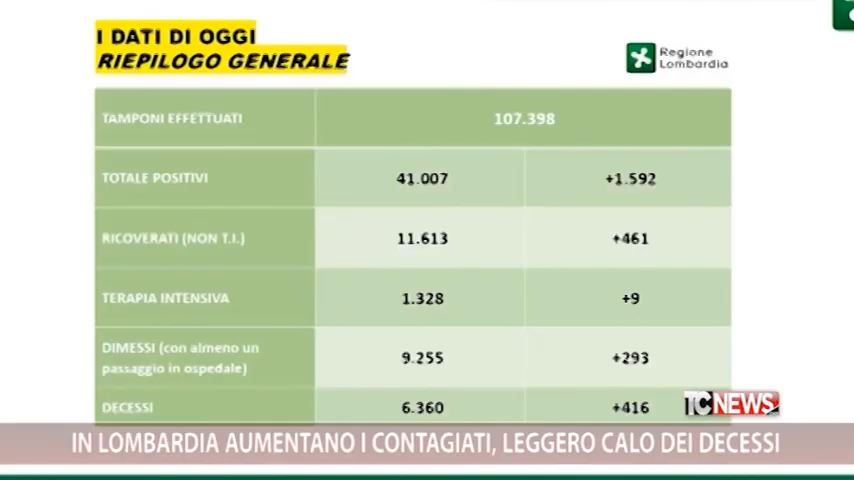 I DATI DI OGGI
RIEPILOGO GENERALE
Regione
Lombardia
TAMPONI EFFETTUATI 107.398
TOTALE POSITIVI 41.007 +1.592
RICOVERATI (NON T.I.) 11.613 +461
TERAPIA INTENSIVA 1.328 +9
DIMESSI (con almeno un
passaggio in ospedale) 9.255 +293
DECESSI 6.360 +416
TC NEWS
IN LOMBARDIA AUMENTANO I CONTAGIATI, LEGGERO CALO DEI DECESSI